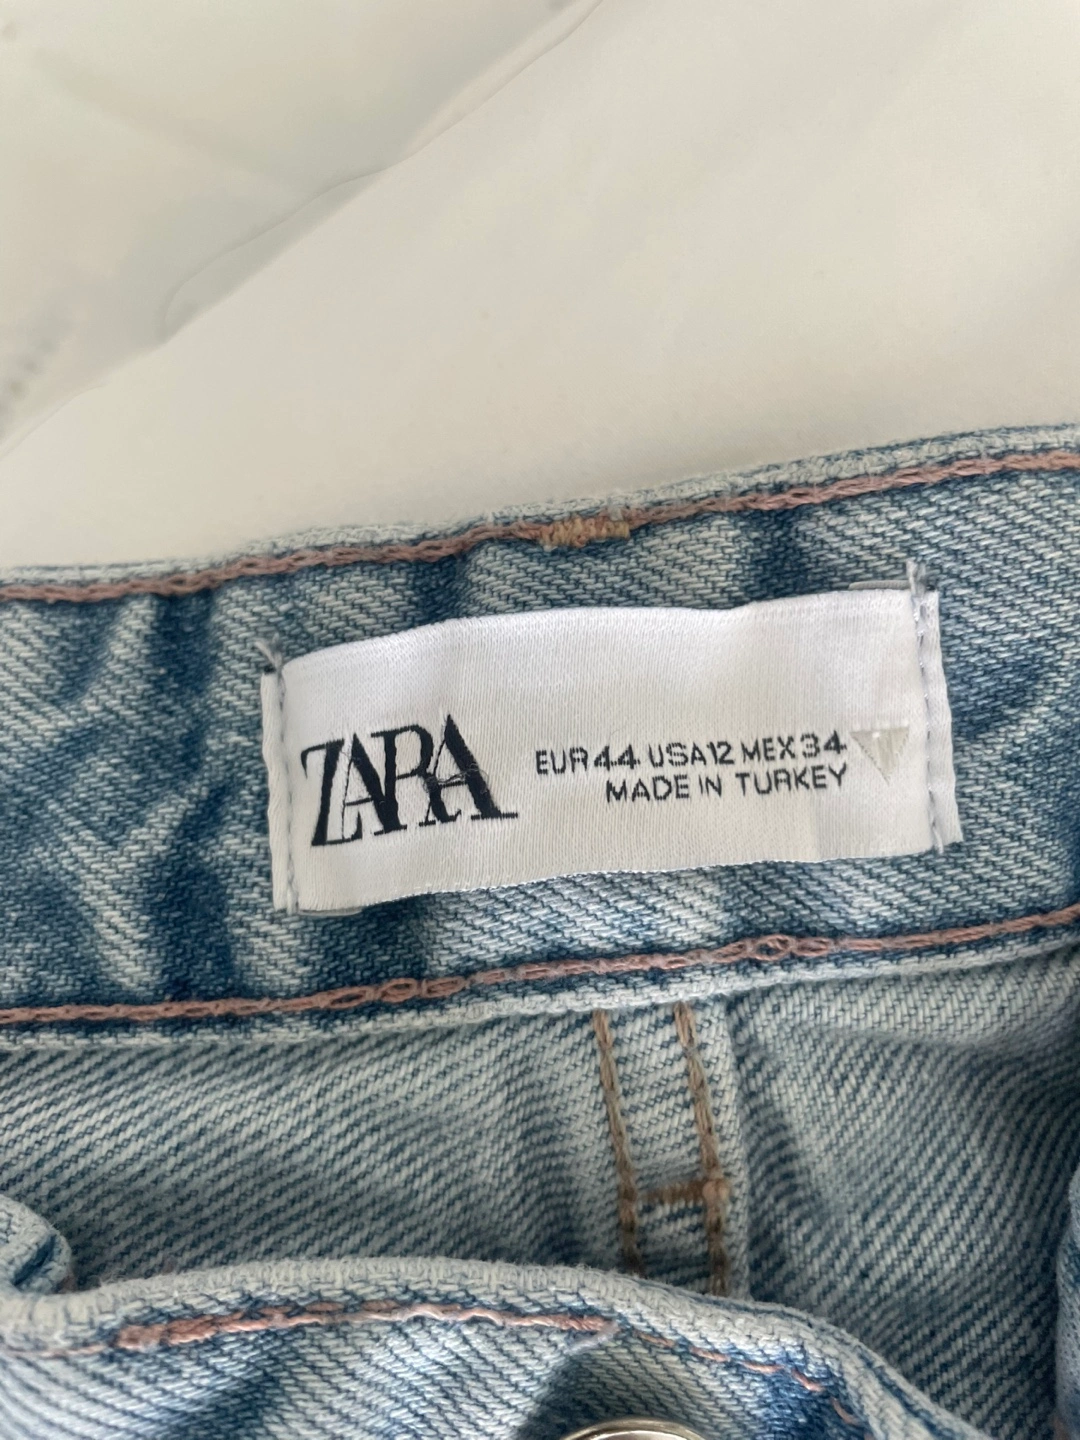 ZARA
EUR 44 USA 12 MEX 34
MADE IN TURKEY